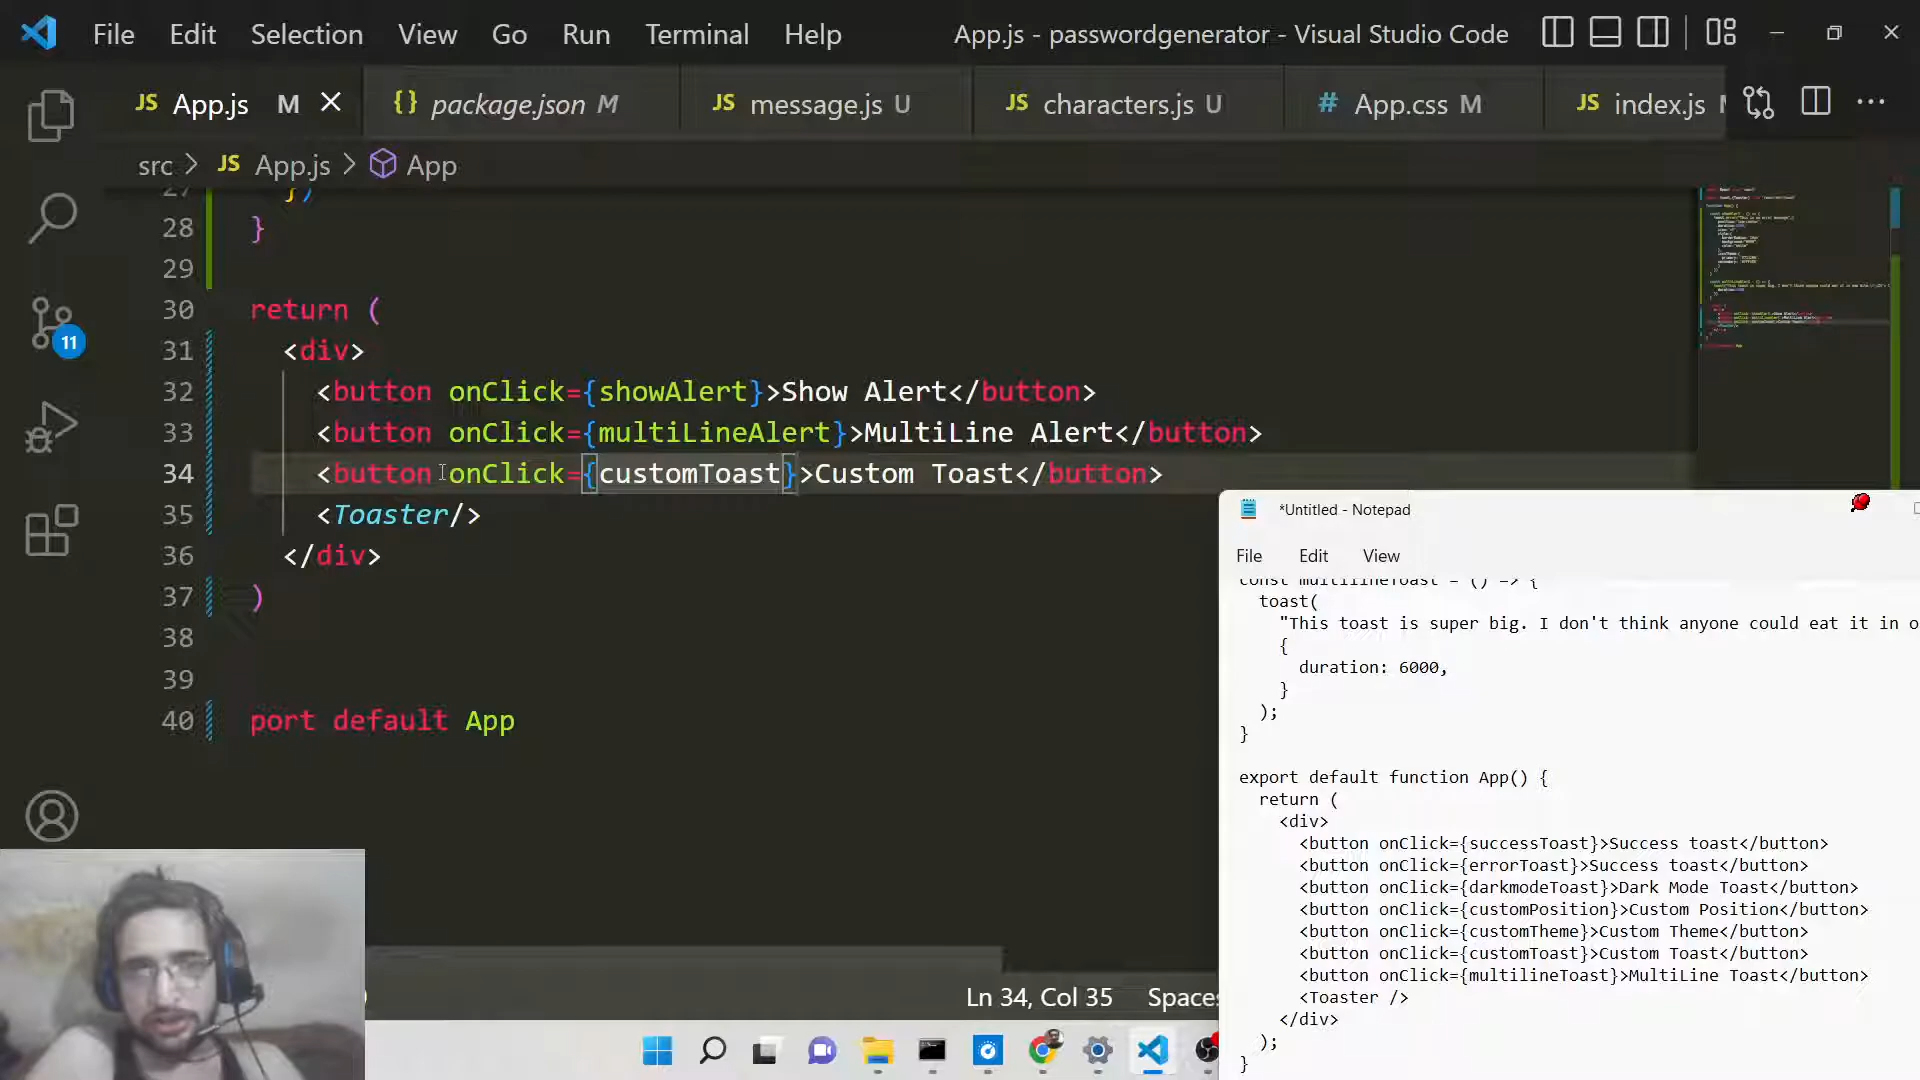 File Edit Selection View Go Run Terminal Help App.js - passwordgenerator - Visual Studio Code
JS App.js M {} package.json M JS message.js U JS characters.js U # App.css M JS index.js
src > JS App.js > App
27 })
28 }
29
30 return (
31 <div>
32 <button onClick={showAlert}>Show Alert</button>
33 <button onClick={multiLineAlert}>MultiLine Alert</button>
34 <button onClick={customToast}>Custom Toast</button>
35 <Toaster/>
36 </div>
37 )
38
39
40 port default App
11
Ln 34, Col 35 Spaces
*Untitled - Notepad
File Edit View
const multilineToast = () => {
toast(
"This toast is super big. I don't think anyone could eat it in o
{
duration: 6000,
}
);
}
export default function App() {
return (
<div>
<button onClick={successToast}>Success toast</button>
<button onClick={errorToast}>Success toast</button>
<button onClick={darkmodeToast}>Dark Mode Toast</button>
<button onClick={customPosition}>Custom Position</button>
<button onClick={customTheme}>Custom Theme</button>
<button onClick={customToast}>Custom Toast</button>
<button onClick={multilineToast}>MultiLine Toast</button>
<Toaster />
</div>
);
}